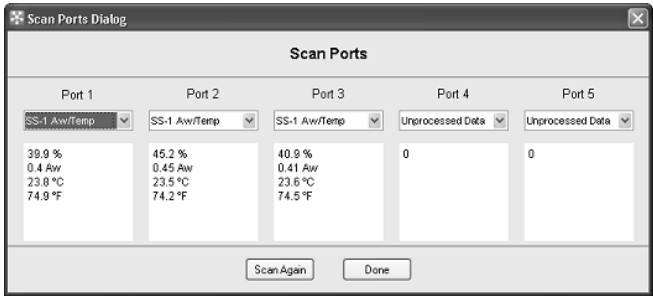 Scan Ports Dialog
Scan Ports
Port 1 Port 2 Port 3 Port 4 Port 5
SS-1 Aw/Temp SS-1 Aw/Temp SS-1 Aw/Temp Unprocessed Data Unprocessed Data
39.9 % 45.2 % 40.9 % 0 0
0.4 Aw 0.45 Aw 0.41 Aw
23.8 °C 23.5 °C 23.6 °C
74.9 °F 74.2 °F 74.5 °F
Scan Again Done